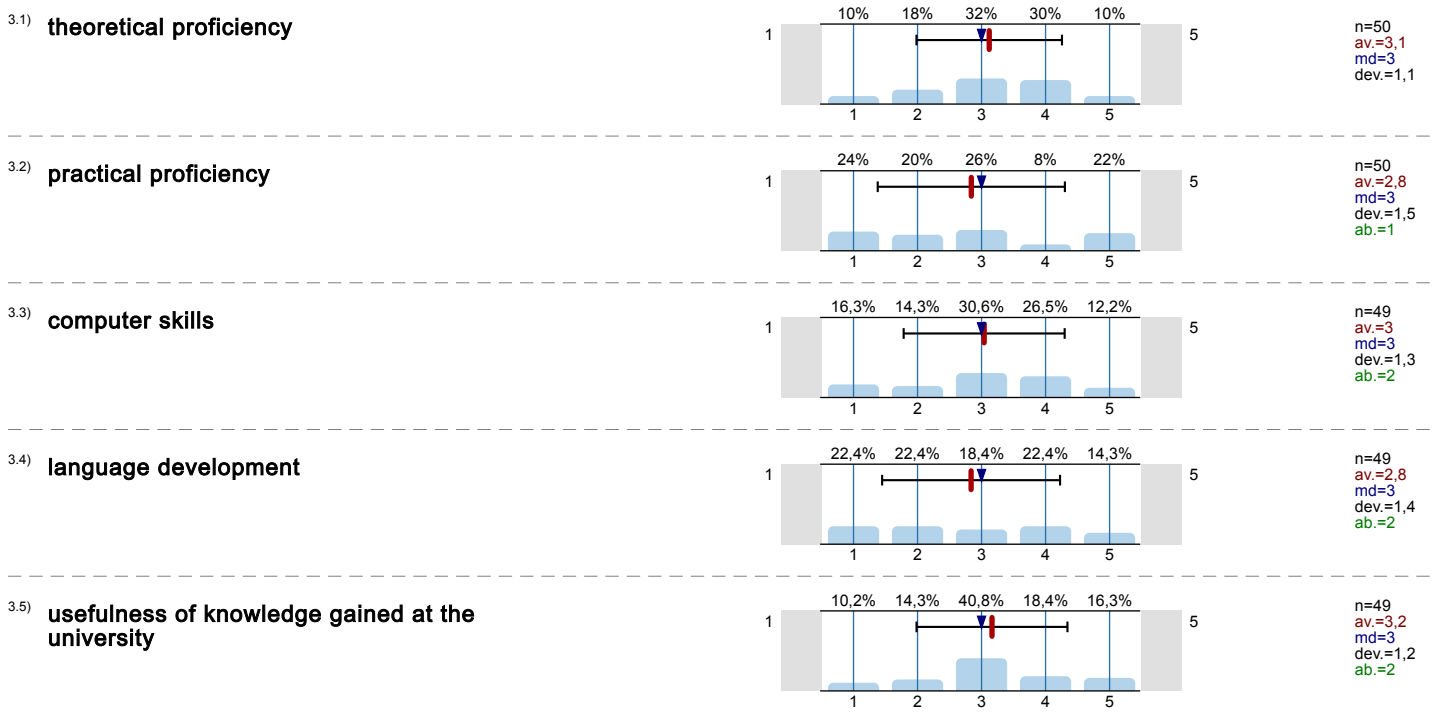 3.1) theoretical proficiency
10% 18% 32% 30% 10%
1 5
1 2 3 4 5
n=50
av.=3,1
md=3
dev.=1,1
3.2) practical proficiency
24% 20% 26% 8% 22%
1 5
1 2 3 4 5
n=50
av.=2,8
md=3
dev.=1,5
ab.=1
3.3) computer skills
16,3% 14,3% 30,6% 26,5% 12,2%
1 5
1 2 3 4 5
n=49
av.=3
md=3
dev.=1,3
ab.=2
3.4) language development
22,4% 22,4% 18,4% 22,4% 14,3%
1 5
1 2 3 4 5
n=49
av.=2,8
md=3
dev.=1,4
ab.=2
3.5) usefulness of knowledge gained at the
university
10,2% 14,3% 40,8% 18,4% 16,3%
1 5
1 2 3 4 5
n=49
av.=3,2
md=3
dev.=1,2
ab.=2